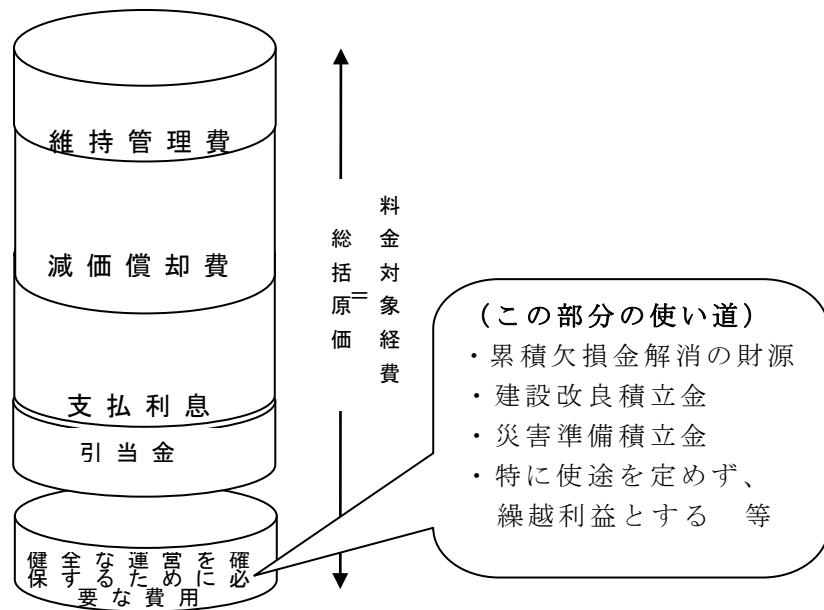 維持管理費
減価償却費
支払利息
引当金
健全な運営を確
保するために必
要な費用
総括原価
＝
料金対象経費
（この部分の使い道）
・累積欠損金解消の財源
・建設改良積立金
・災害準備積立金
・特に使途を定めず、
繰越利益とする　等